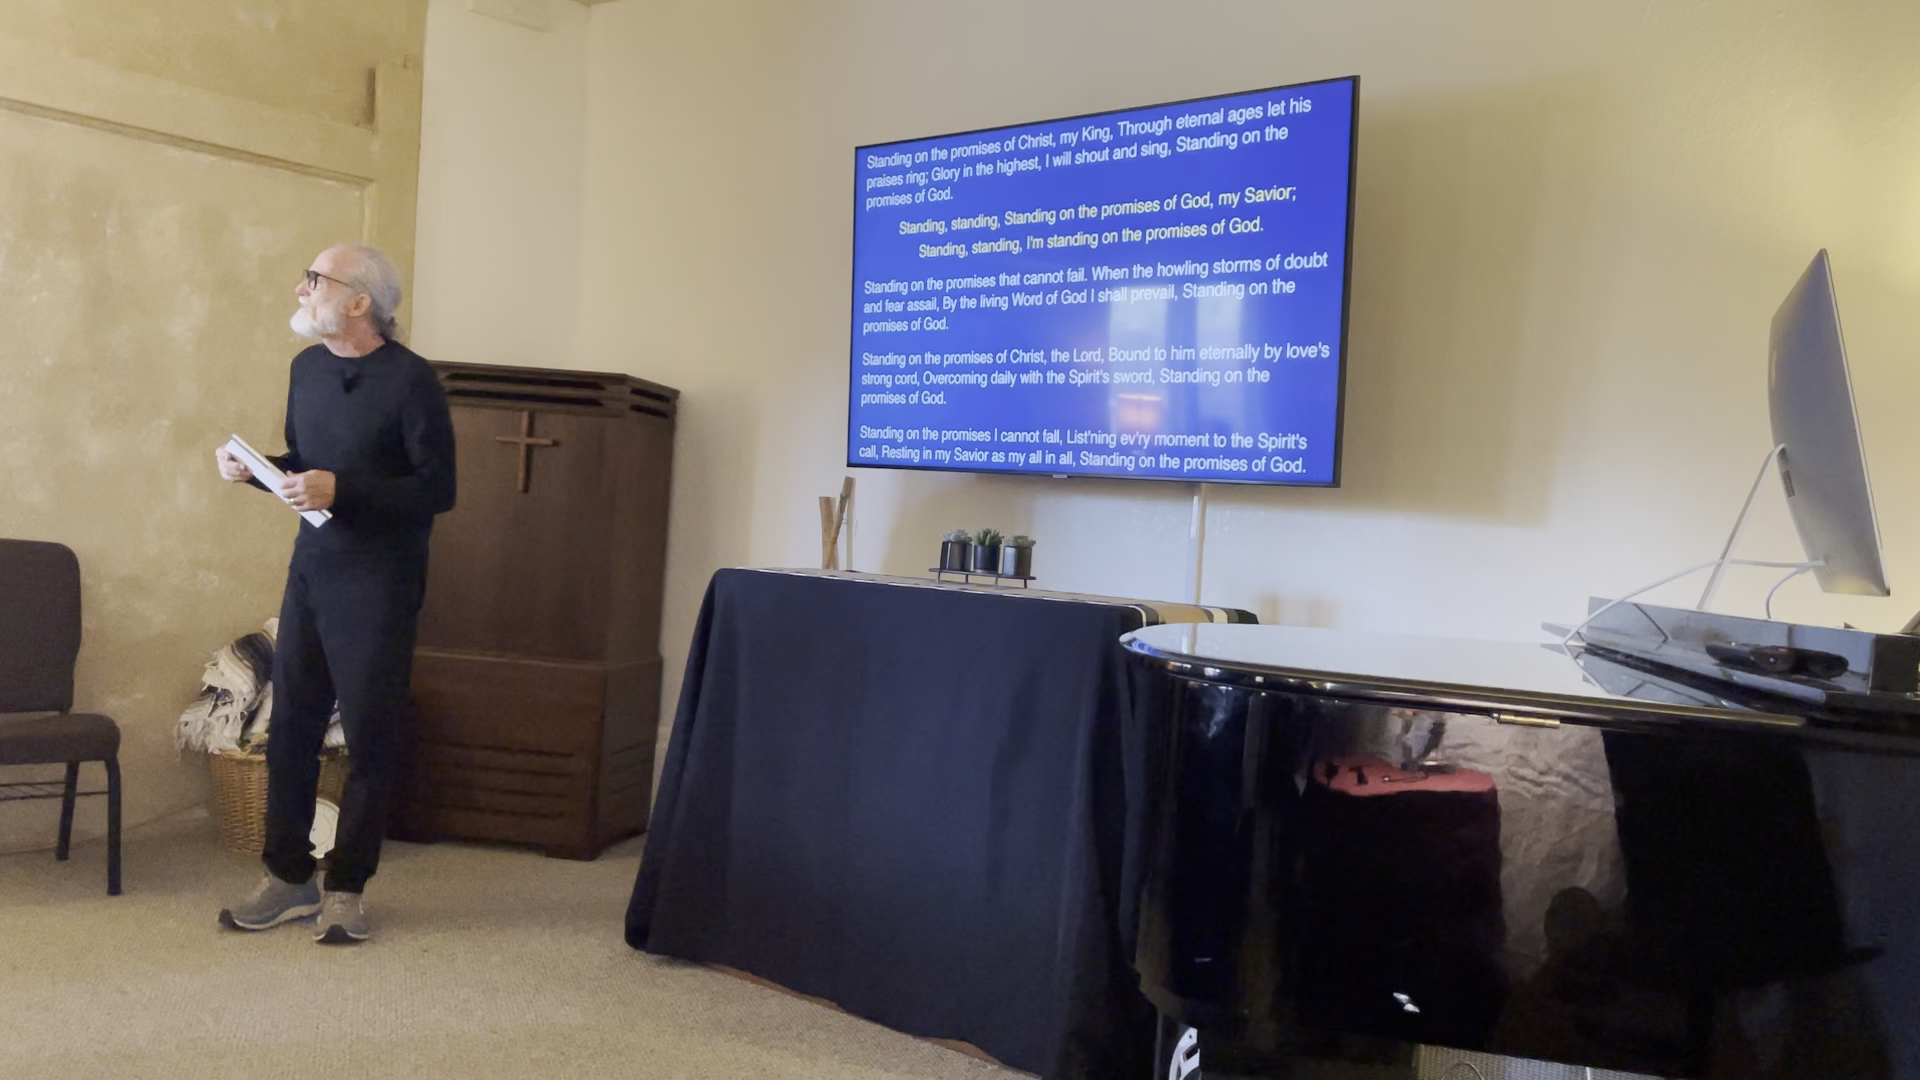 Standing on the promises of Christ, my King, Through eternal ages let his
praises ring; Glory in the highest, I will shout and sing, Standing on the
promises of God.
Standing, standing, Standing on the promises of God, my Savior;
Standing, standing, I'm standing on the promises of God.
Standing on the promises that cannot fail. When the howling storms of doubt
and fear assail, By the living Word of God I shall prevail, Standing on the
promises of God.
Standing on the promises of Christ, the Lord, Bound to him eternally by love's
strong cord, Overcoming daily with the Spirit's sword, Standing on the
promises of God.
Standing on the promises I cannot fall, List'ning ev'ry moment to the Spirit's
call, Resting in my Savior as my all in all, Standing on the promises of God.